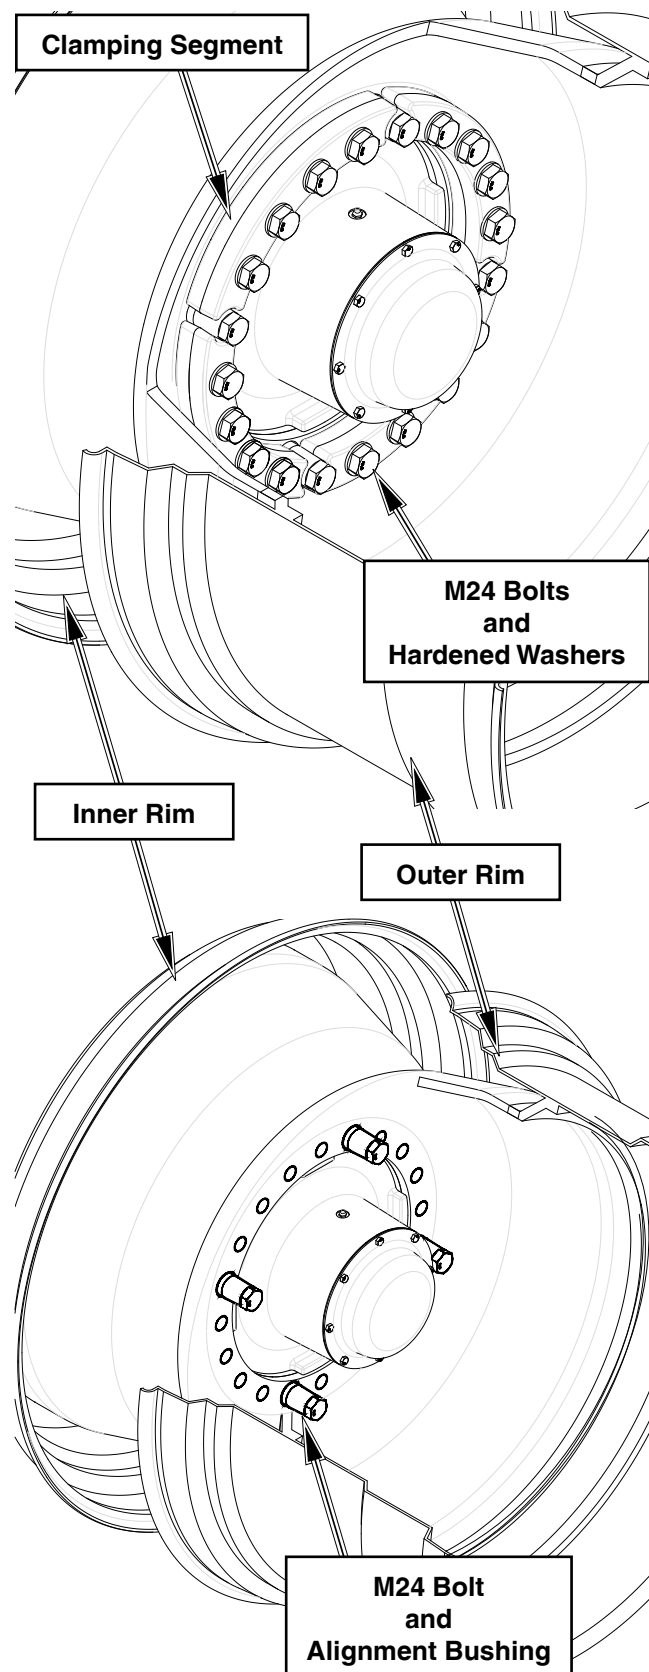 Clamping Segment
M24 Bolts
and
Hardened Washers
Inner Rim
Outer Rim
M24 Bolt
and
Alignment Bushing